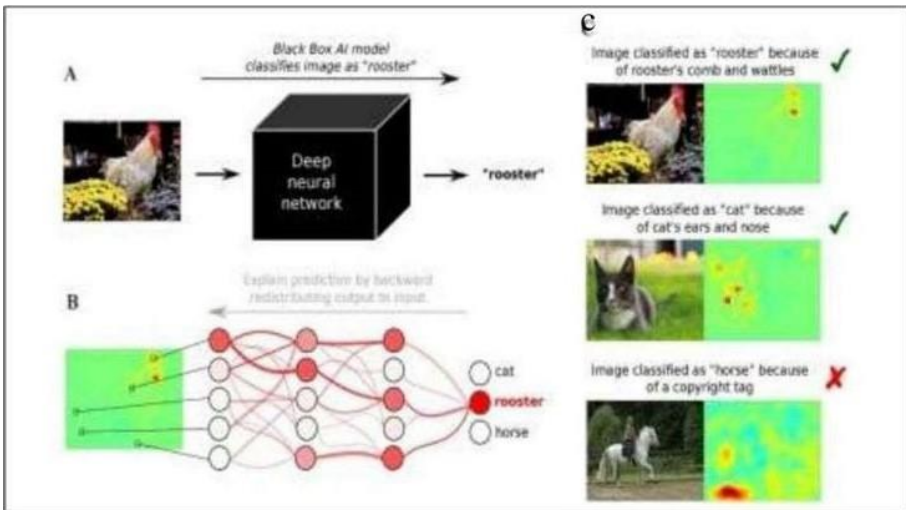 A
Black Box AI model
classifies image as "rooster"
Deep
neural
network
"rooster"
B
Explain prediction by backward
redistributing output to input
cat
rooster
horse
C
Image classified as "rooster" because
of rooster's comb and wattles
Image classified as "cat" because
of cat's ears and nose
Image classified as "horse" because
of a copyright tag